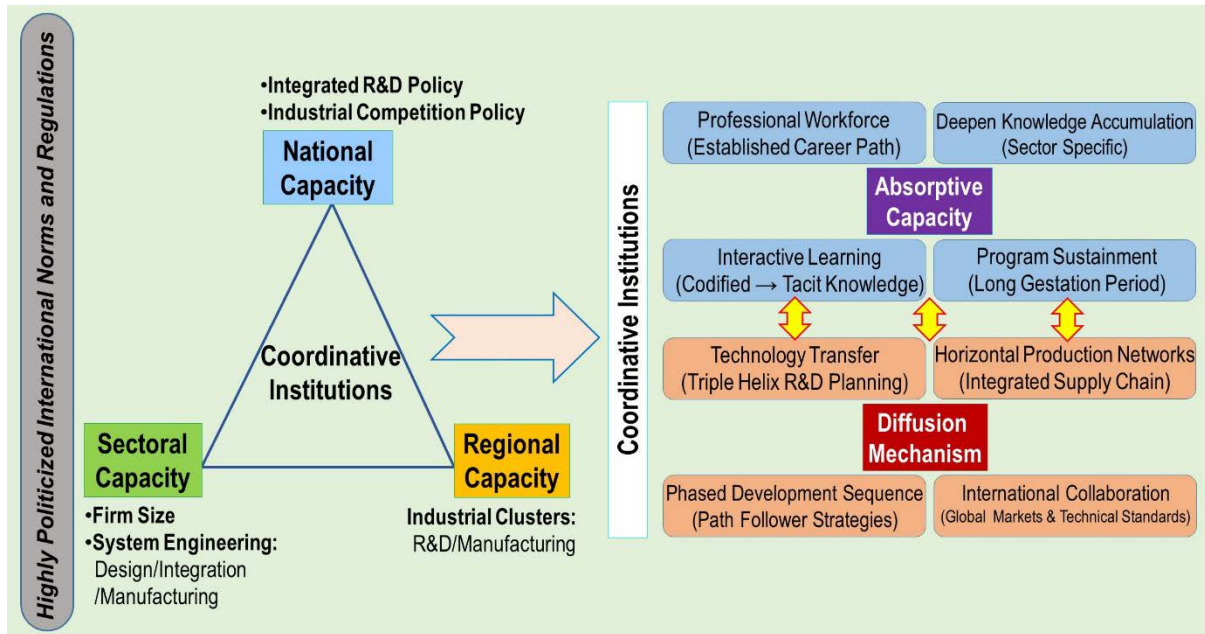 Highly Politicized International Norms and Regulations
•Integrated R&D Policy
•Industrial Competition Policy
National
Capacity
Coordinative
Institutions
Sectoral
Capacity
•Firm Size
•System Engineering:
Design/Integration
/Manufacturing
Regional
Capacity
Industrial Clusters:
R&D/Manufacturing
Coordinative Institutions
Professional Workforce
(Established Career Path)
Deepen Knowledge Accumulation
(Sector Specific)
Absorptive
Capacity
Interactive Learning
(Codified → Tacit Knowledge)
Program Sustainment
(Long Gestation Period)
Technology Transfer
(Triple Helix R&D Planning)
Horizontal Production Networks
(Integrated Supply Chain)
Diffusion
Mechanism
Phased Development Sequence
(Path Follower Strategies)
International Collaboration
(Global Markets & Technical Standards)